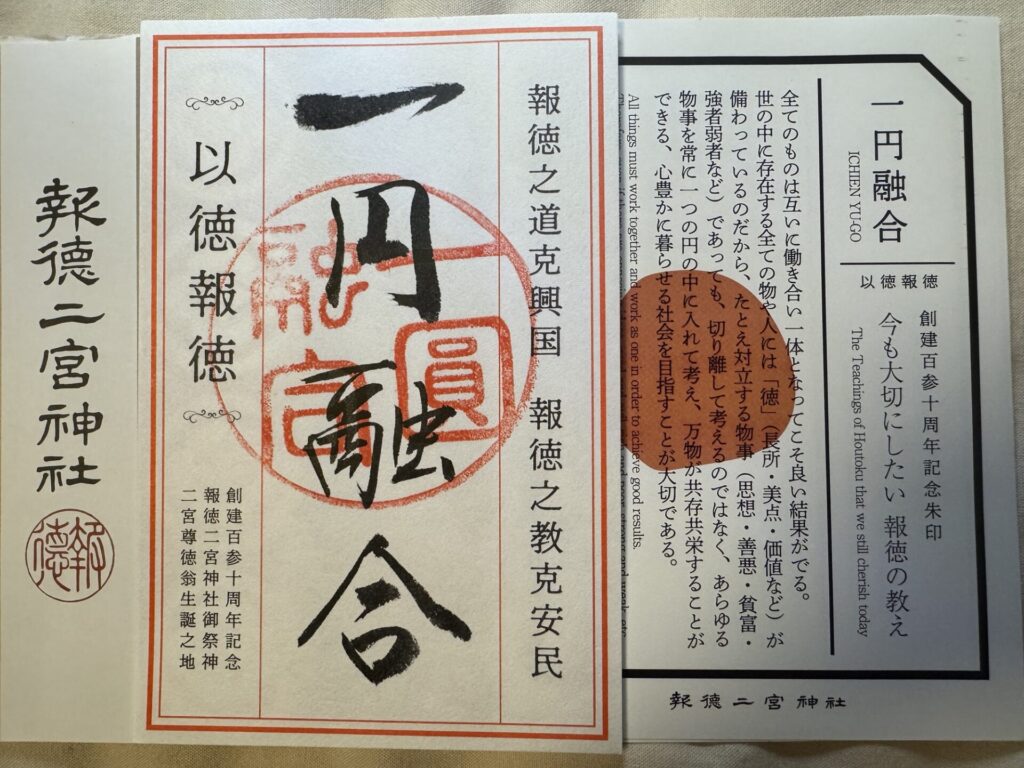 一円融合
ICHIEN YU-GO
以徳報徳
創建百参十周年記念朱印
今も大切にしたい 報徳の教え
The Teachings of Houtoku that we still cherish today
全てのものは互いに働き合い一体となってこそ良い結果がでる。
世の中に存在する全ての物や人には「徳」(長所・美点・価値など)が
備わっているのだから、たとえ対立する物事(思想・善悪・貧富・
強者弱者など)であっても、切り離して考えるのではなく、あらゆる
物事を常に一つの円の中に入れて考え、万物が共存共栄することが
できる、心豊かに暮らせる社会を目指すことが大切である。
All things must work together and work as one in order to achieve good results.
報徳二宮神社
報徳之道克興国 報徳之教克安民
一円融合
一圓融合
以徳報徳
創建百参十周年記念
報徳二宮神社御祭神
二宮尊徳翁生誕之地
報徳二宮神社
報徳